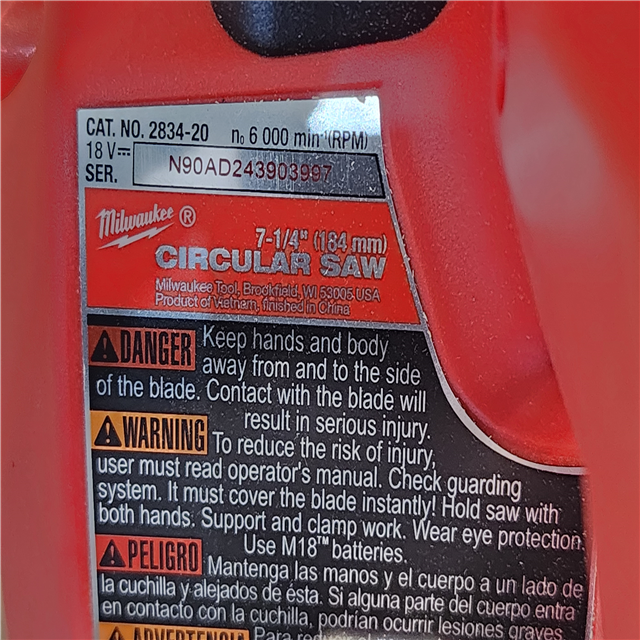 CAT. NO. 2834-20 n₀ 6 000 min⁻¹(RPM)
18 V⎓
SER. N90AD243903997
Milwaukee ®
7-1/4" (184 mm)
CIRCULAR SAW
Milwaukee Tool, Brookfield, WI 53005 USA
Product of Vietnam, finished in China
DANGER Keep hands and body
away from and to the side
of the blade. Contact with the blade will
result in serious injury.
WARNING To reduce the risk of injury,
user must read operator's manual. Check guarding
system. It must cover the blade instantly! Hold saw with
both hands. Support and clamp work. Wear eye protection.
Use M18™ batteries.
PELIGRO Mantenga las manos y el cuerpo a un lado de
la cuchilla y alejados de ésta. Si alguna parte del cuerpo entra
en contacto con la cuchilla, podrían ocurrir lesiones graves.
ADVERTENCIA Para